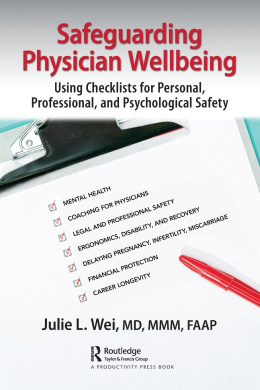 Safeguarding
Physician Wellbeing
Using Checklists for Personal,
Professional, and Psychological Safety
MENTAL HEALTH
COACHING FOR PHYSICIANS
LEGAL AND PROFESSIONAL SAFETY
ERGONOMICS, DISABILITY, AND RECOVERY
DELAYING PREGNANCY, INFERTILITY, MISCARRIAGE
FINANCIAL PROTECTION
CAREER LONGEVITY
Julie L. Wei, MD, MMM, FAAP
R
Routledge
Taylor & Francis Group
A PRODUCTIVITY PRESS BOOK